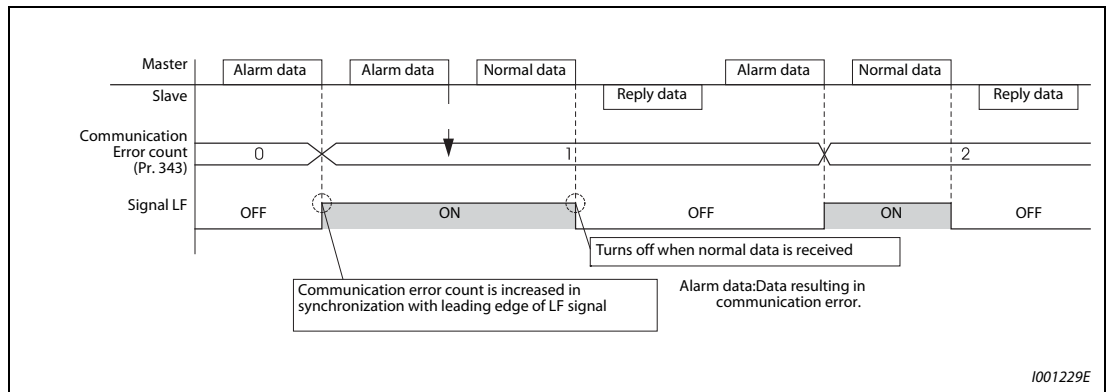 Master
Alarm data
Alarm data
Normal data
Alarm data
Normal data
Slave
Reply data
Reply data
Communication
Error count
(Pr. 343)
0
1
2
Signal LF
OFF
ON
OFF
ON
OFF
Turns off when normal data is received
Communication error count is increased in
synchronization with leading edge of LF signal
Alarm data:Data resulting in
communication error.
I001229E